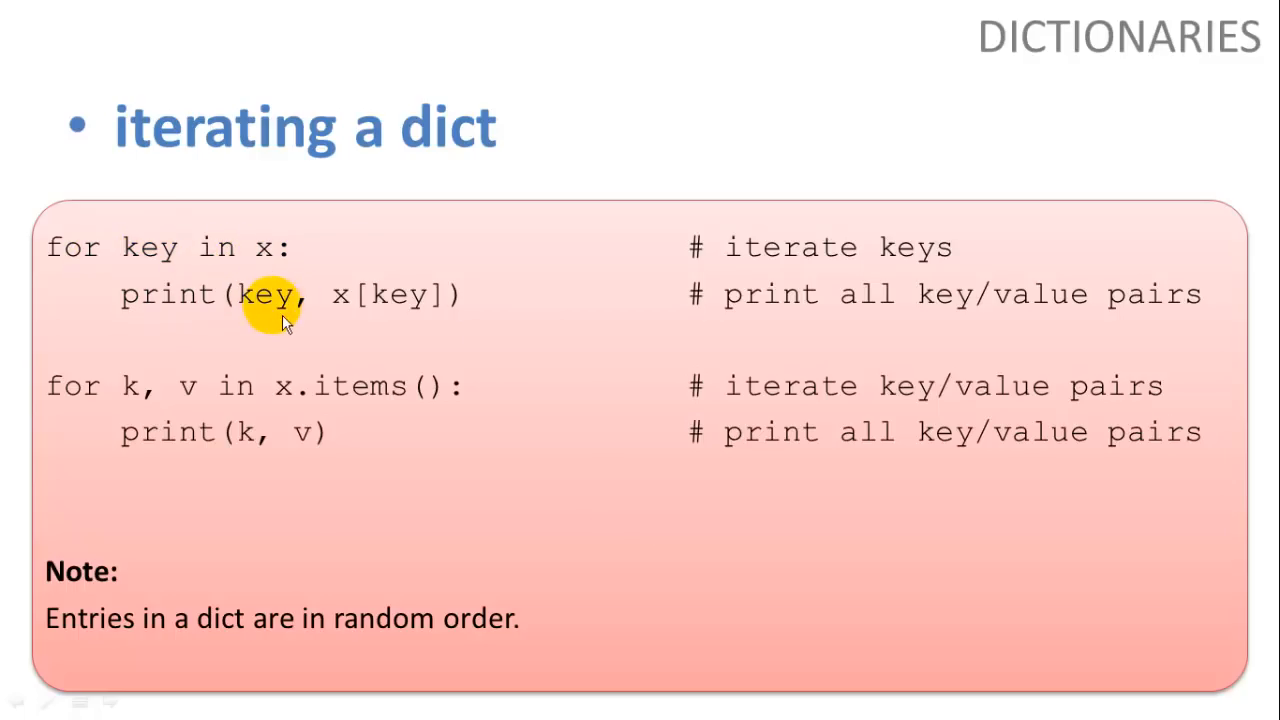 DICTIONARIES
• iterating a dict
for key in x: # iterate keys
print(key, x[key]) # print all key/value pairs
for k, v in x.items(): # iterate key/value pairs
print(k, v) # print all key/value pairs
Note:
Entries in a dict are in random order.